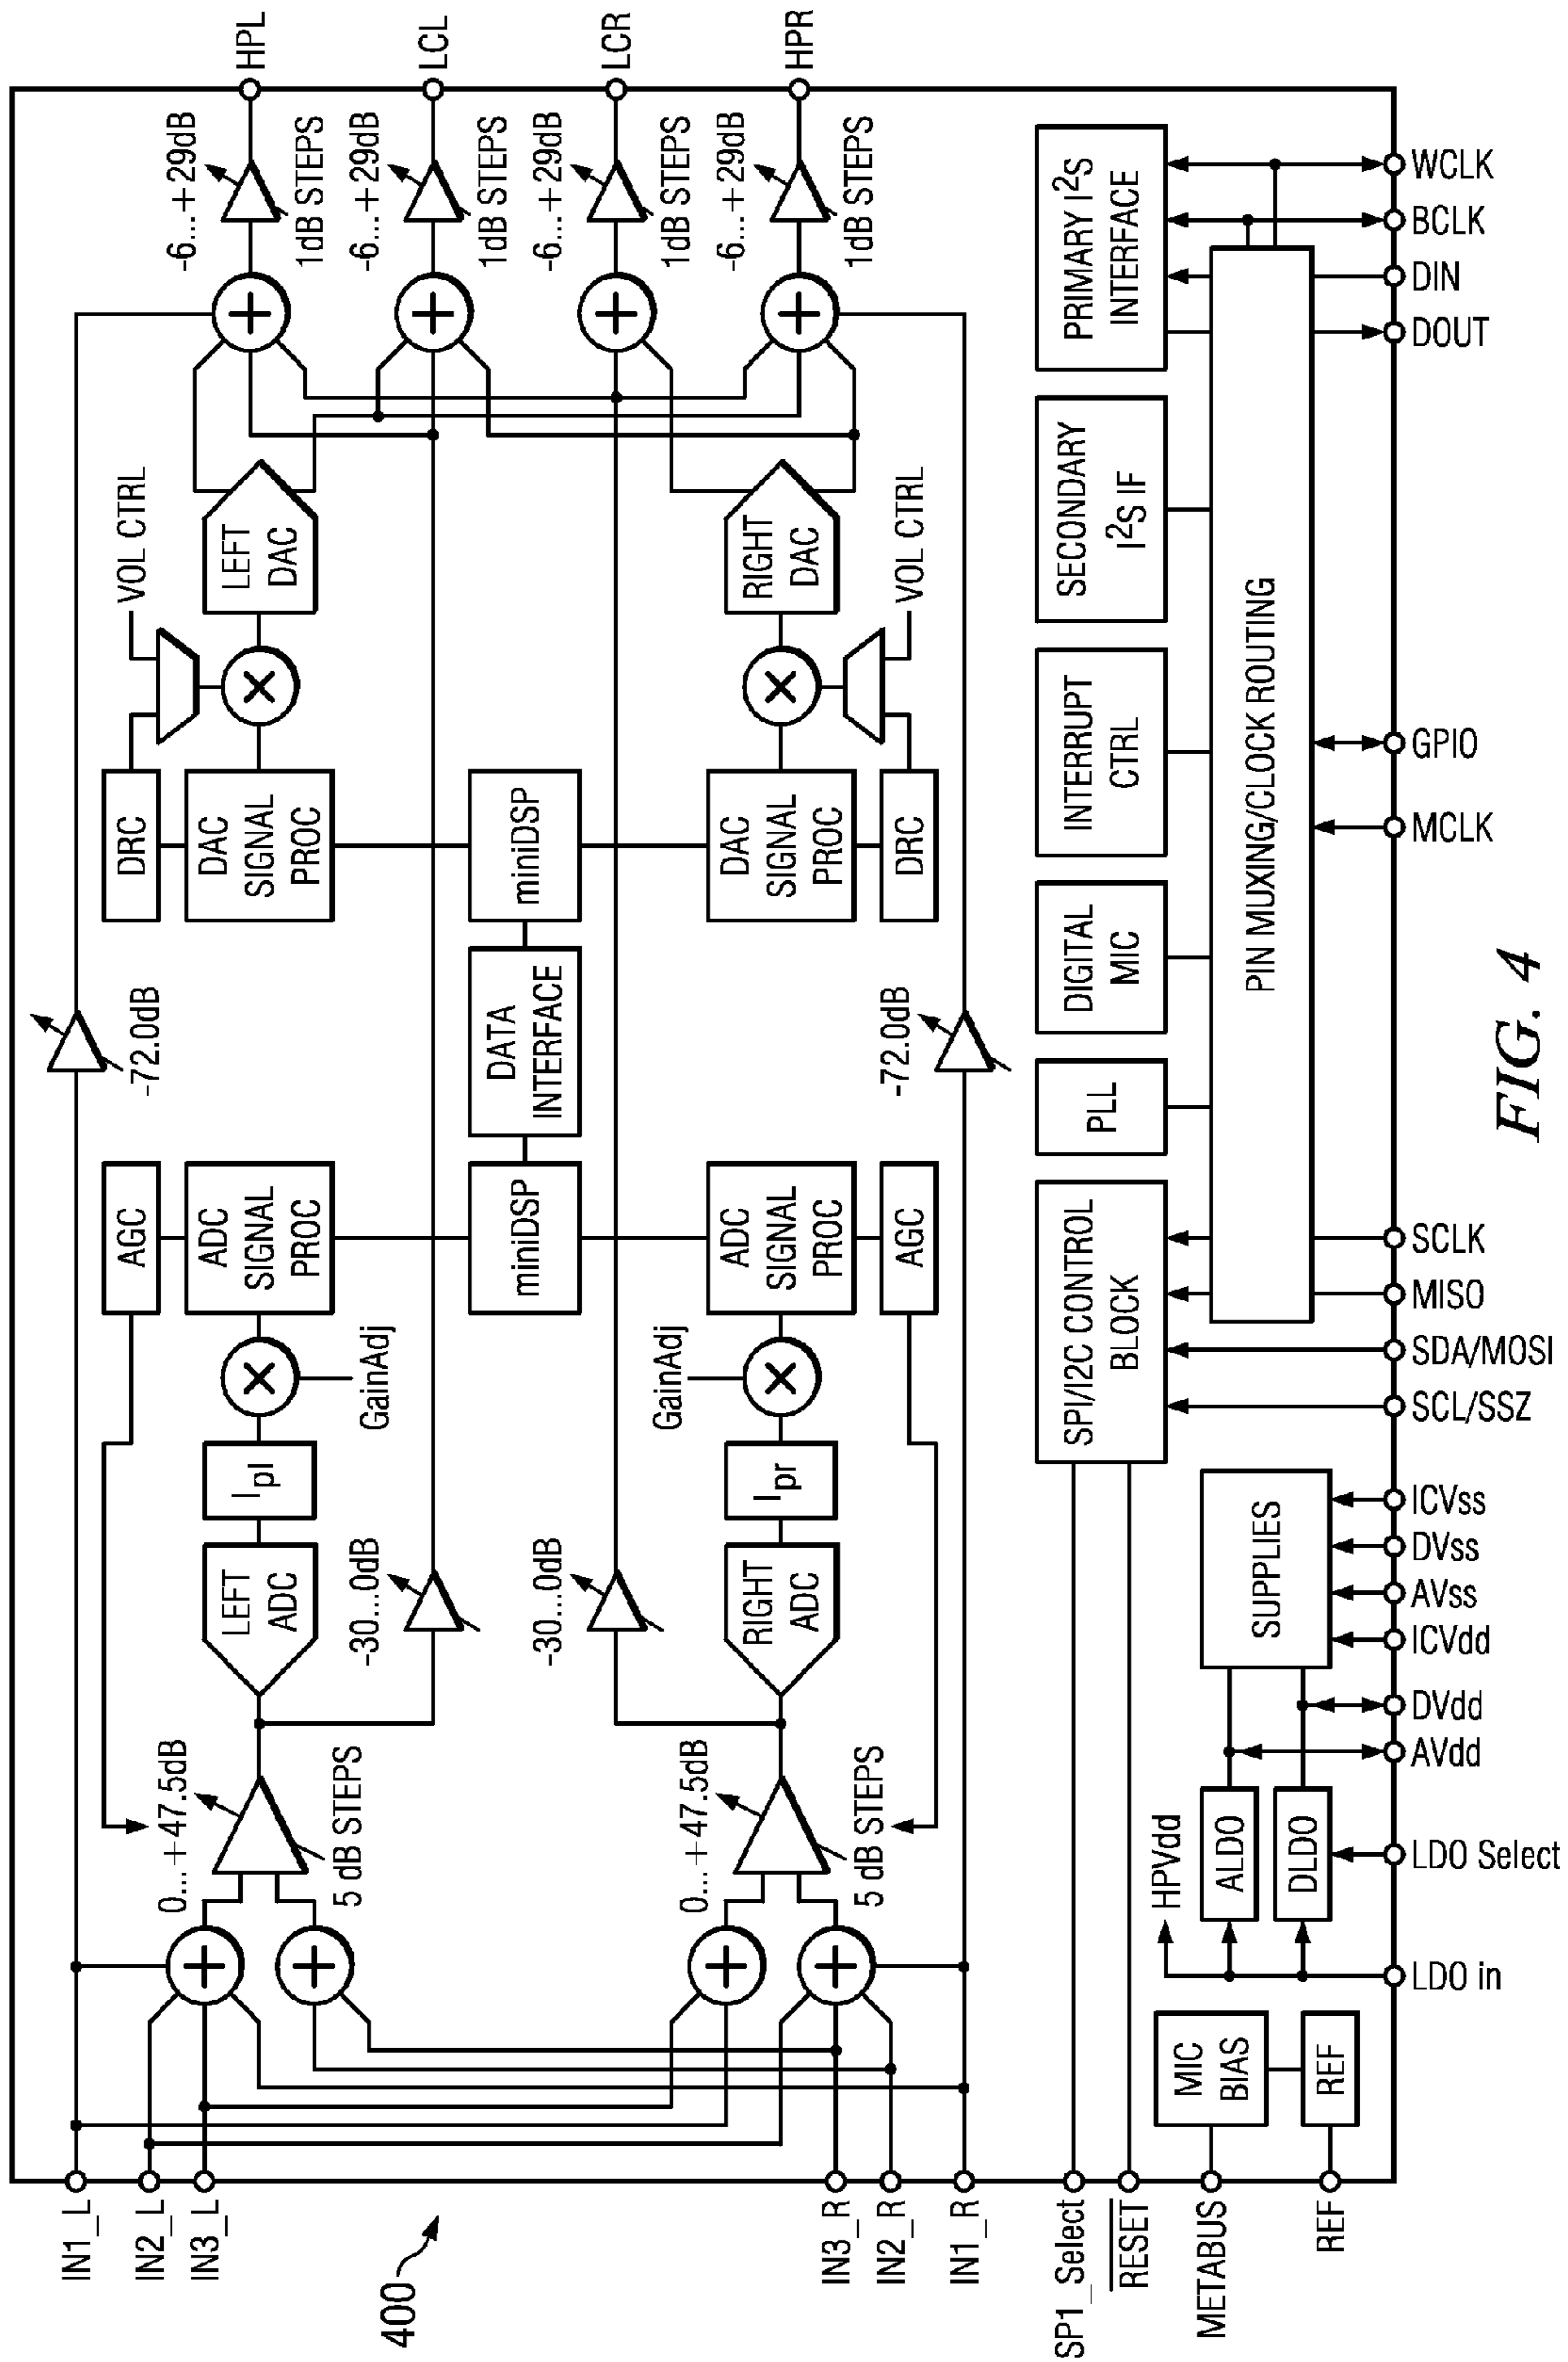 IN1_L
IN2_L
IN3_L
400
IN3_R
IN2_R
IN1_R
SP1_Select
RESET
METABUS
REF
0...+47.5dB
5 dB STEPS
0...+47.5dB
5 dB STEPS
LEFT
ADC
-30...0dB
-30...0dB
RIGHT
ADC
Ipl
Ipr
GainAdj
GainAdj
AGC
ADC
SIGNAL
PROC
miniDSP
ADC
SIGNAL
PROC
AGC
-72.0dB
DATA
INTERFACE
-72.0dB
DRC
DAC
SIGNAL
PROC
miniDSP
DAC
SIGNAL
PROC
DRC
VOL CTRL
LEFT
DAC
RIGHT
DAC
VOL CTRL
-6...+29dB
1dB STEPS
-6...+29dB
1dB STEPS
-6...+29dB
1dB STEPS
-6...+29dB
1dB STEPS
HPL
LCL
LCR
HPR
MIC
BIAS
REF
HPVdd
ALDO
DLDO
SUPPLIES
SPI/I2C CONTROL
BLOCK
PLL
DIGITAL
MIC
INTERRUPT
CTRL
SECONDARY
I²S IF
PRIMARY I²S
INTERFACE
PIN MUXING/CLOCK ROUTING
LDO in
LDO Select
AVdd
DVdd
ICVdd
AVss
DVss
ICVss
SCL/SSZ
SDA/MOSI
MISO
SCLK
MCLK
GPIO
DOUT
DIN
BCLK
WCLK
FIG. 4